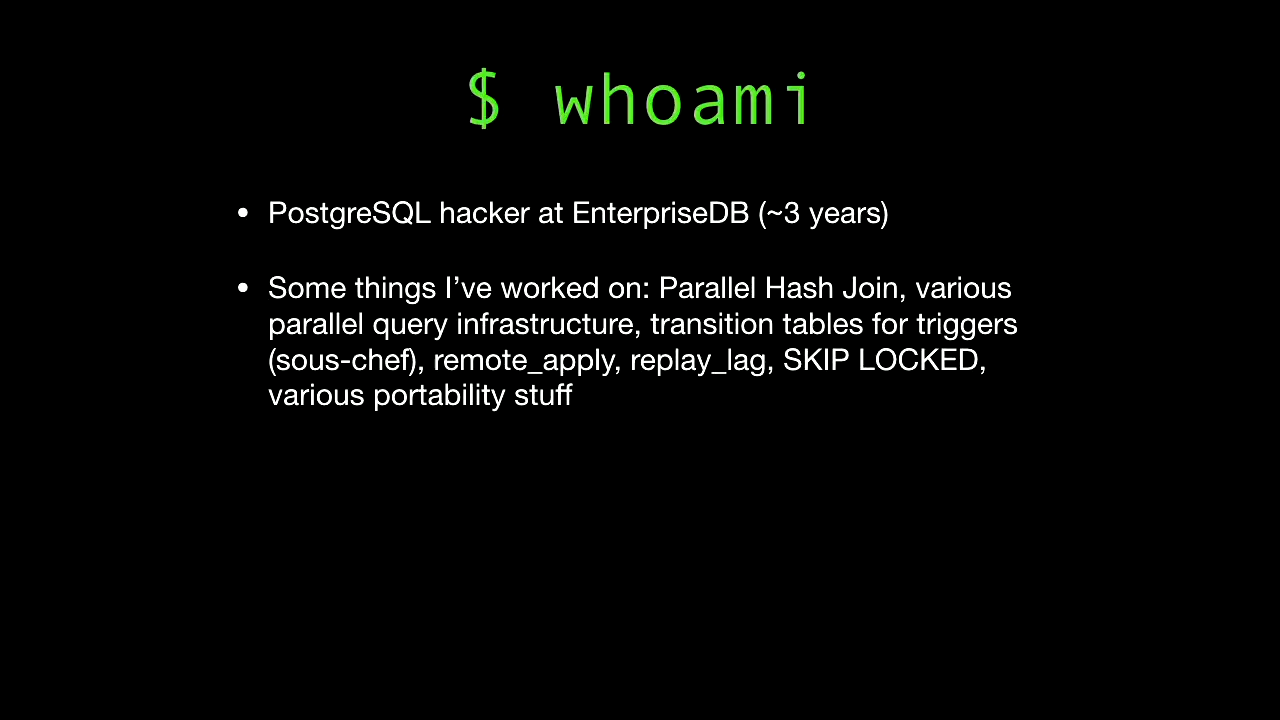 $ whoami
• PostgreSQL hacker at EnterpriseDB (~3 years)
• Some things I’ve worked on: Parallel Hash Join, various
parallel query infrastructure, transition tables for triggers
(sous-chef), remote_apply, replay_lag, SKIP LOCKED,
various portability stuff